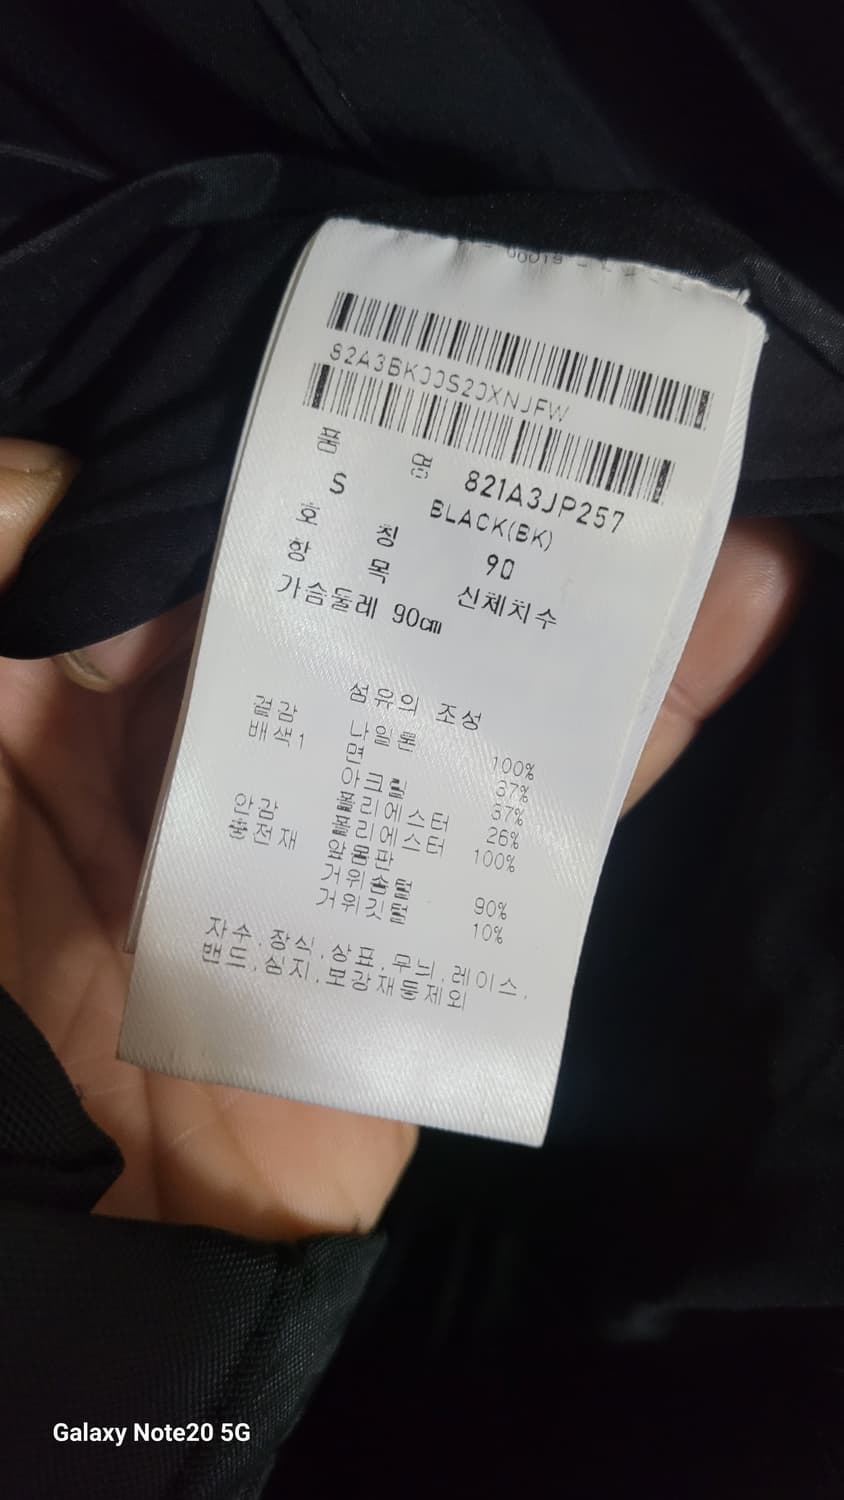 82A3BK00S20XNJFW
품 명 821A3JP257
S BLACK(BK)
호 칭 90
항 목 신체치수
가슴둘레 90cm
섬유의 조성
겉감 나일론 100%
배색1 면 37%
아크릴 37%
폴리에스터 26%
안감 폴리에스터 100%
충전재 앞몸판
거위솜털 90%
거위깃털 10%
자수.장식.상표.무늬.레이스.
밴드.심지.보강재등제외
Galaxy Note20 5G